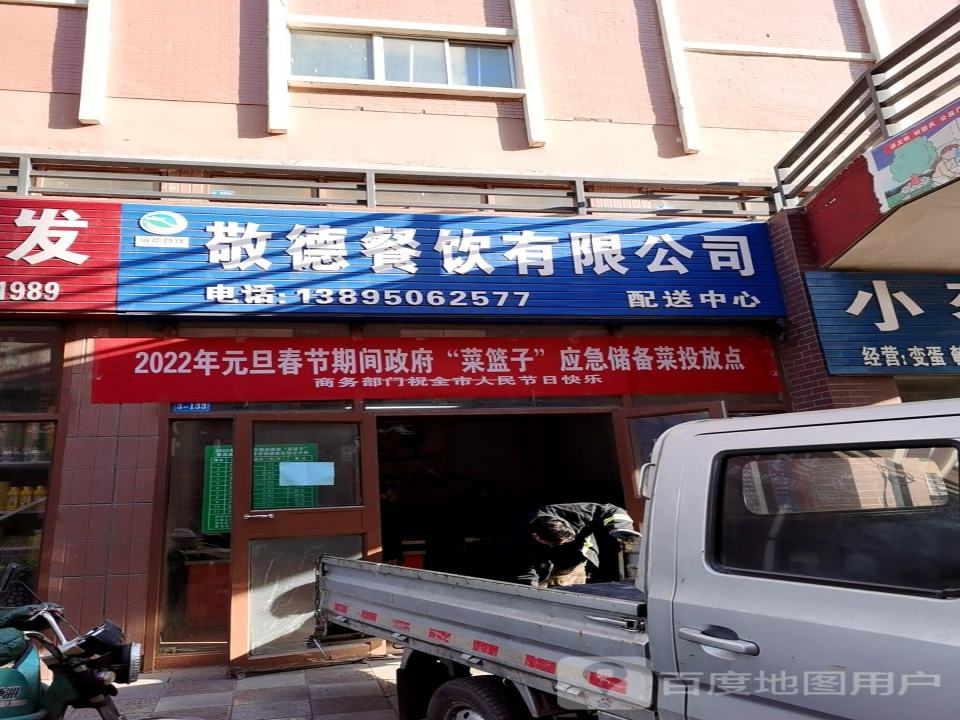 发
1989
敬德餐饮有限公司
电话:13895062577
配送中心
2022年元旦春节期间政府“菜篮子”应急储备菜投放点
商务部门祝全市人民节日快乐
3-133
小
经营:变蛋
百度地图用户